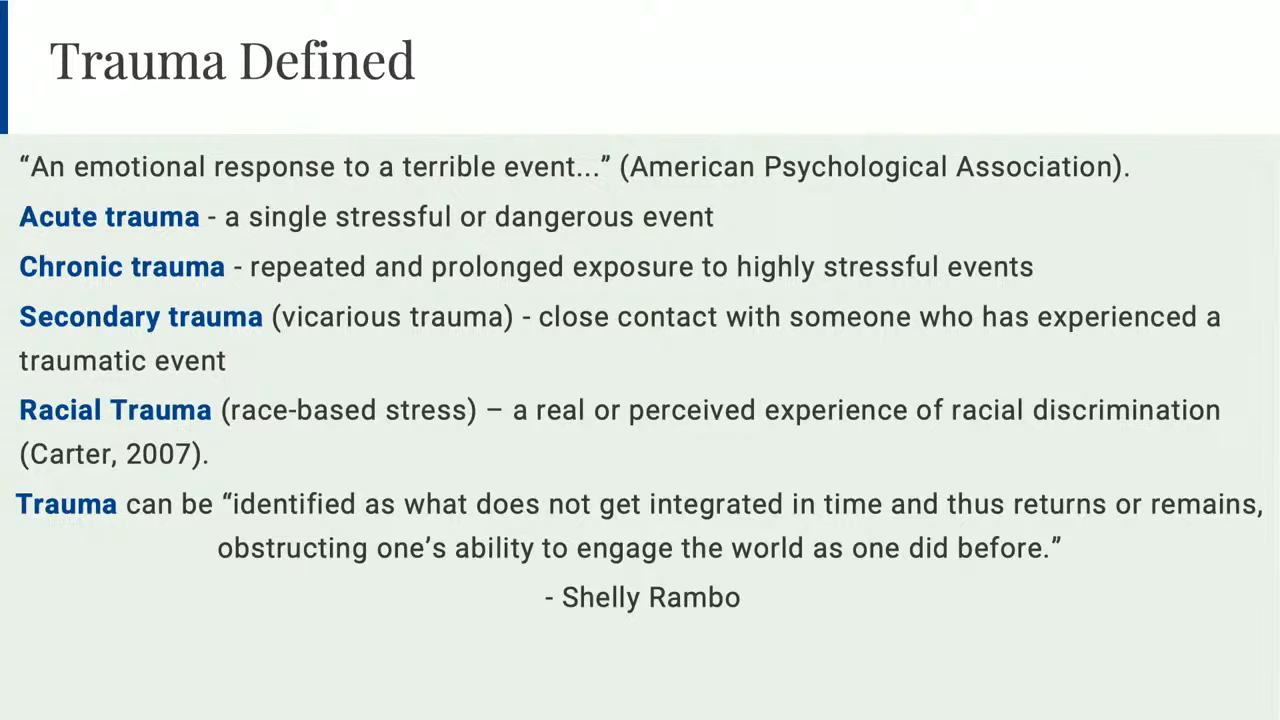 Trauma Defined
“An emotional response to a terrible event...” (American Psychological Association).
Acute trauma - a single stressful or dangerous event
Chronic trauma - repeated and prolonged exposure to highly stressful events
Secondary trauma (vicarious trauma) - close contact with someone who has experienced a
traumatic event
Racial Trauma (race-based stress) – a real or perceived experience of racial discrimination
(Carter, 2007).
Trauma can be “identified as what does not get integrated in time and thus returns or remains,
obstructing one’s ability to engage the world as one did before.”
- Shelly Rambo